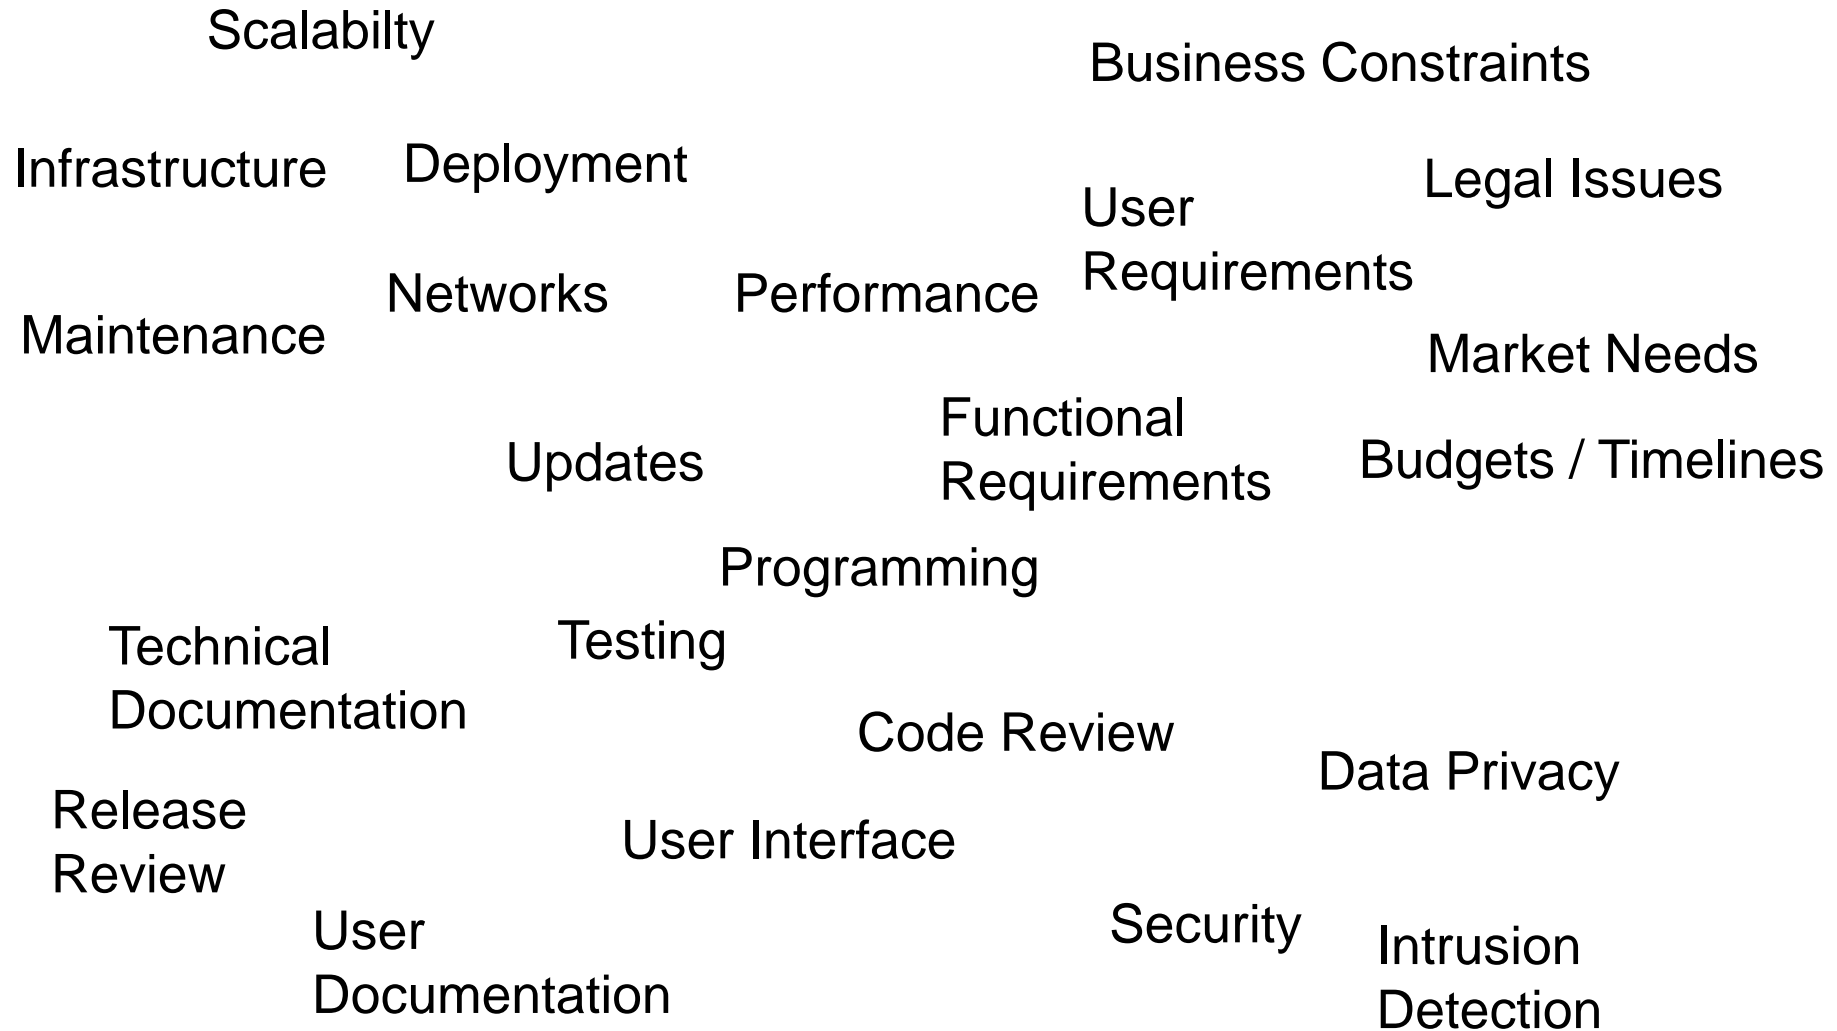 Scalabilty
Business Constraints
Infrastructure
Deployment
Legal Issues
User
Requirements
Networks
Performance
Maintenance
Market Needs
Functional
Requirements
Updates
Budgets / Timelines
Programming
Technical
Documentation
Testing
Code Review
Data Privacy
Release
Review
User Interface
User
Documentation
Security
Intrusion
Detection